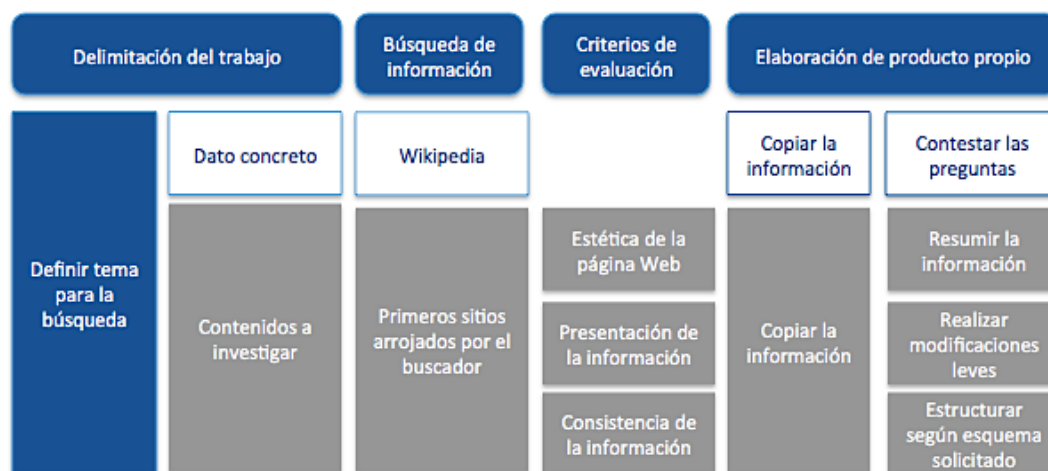 Delimitación del trabajo
Búsqueda de
información
Criterios de
evaluación
Elaboración de producto propio
Definir tema
para la
búsqueda
Dato concreto
Wikipedia
Copiar la
información
Contestar las
preguntas
Contenidos a
investigar
Primeros sitios
arrojados por el
buscador
Estética de la
página Web
Presentación de
la información
Consistencia de
la información
Copiar la
información
Resumir la
información
Realizar
modificaciones
leves
Estructurar
según esquema
solicitado